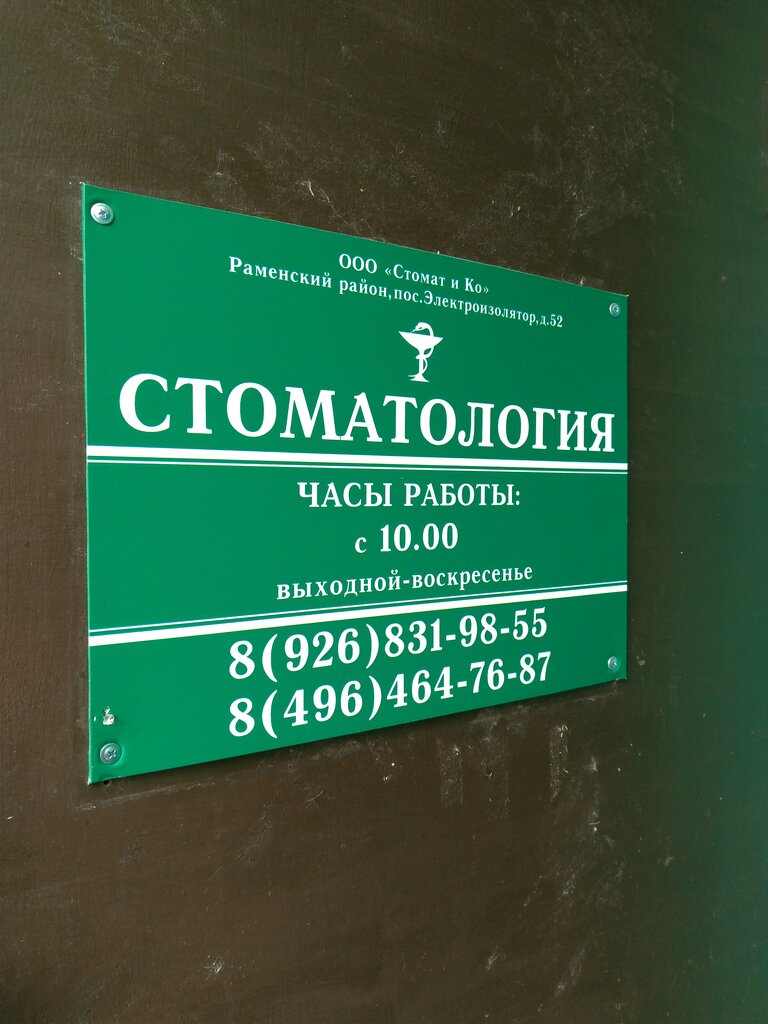 ООО «Стомат и Ко»
Раменский район,пос.Электроизолятор,д.52
СТОМАТОЛОГИЯ
ЧАСЫ РАБОТЫ:
с 10.00
выходной-воскресенье
8(926)831-98-55
8(496)464-76-87